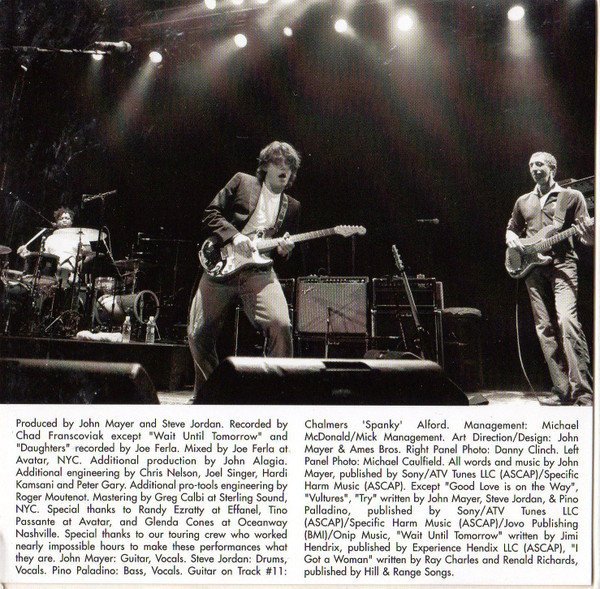 Produced by John Mayer and Steve Jordan. Recorded by
Chad Franscoviak except "Wait Until Tomorrow" and
"Daughters" recorded by Joe Ferla. Mixed by Joe Ferla at
Avatar, NYC. Additional production by John Alagia.
Additional engineering by Chris Nelson, Joel Singer, Hardi
Kamsani and Peter Gary. Additional pro-tools engineering by
Roger Moutenot. Mastering by Greg Calbi at Sterling Sound,
NYC. Special thanks to Randy Ezratty at Effanel, Tino
Passante at Avatar, and Glenda Cones at Oceanway
Nashville. Special thanks to our touring crew who worked
nearly impossible hours to make these performances what
they are. John Mayer: Guitar, Vocals. Steve Jordan: Drums,
Vocals. Pino Paladino: Bass, Vocals. Guitar on Track #11:
Chalmers 'Spanky' Alford. Management: Michael
McDonald/Mick Management. Art Direction/Design: John
Mayer & Ames Bros. Right Panel Photo: Danny Clinch. Left
Panel Photo: Michael Caulfield. All words and music by John
Mayer, published by Sony/ATV Tunes LLC (ASCAP)/Specific
Harm Music (ASCAP). Except "Good Love is on the Way",
"Vultures", "Try" written by John Mayer, Steve Jordan, & Pino
Palladino, published by Sony/ATV Tunes LLC
(ASCAP)/Specific Harm Music (ASCAP)/Jovo Publishing
(BMI)/Onip Music, "Wait Until Tomorrow" written by Jimi
Hendrix, published by Experience Hendix LLC (ASCAP), "I
Got a Woman" written by Ray Charles and Renald Richards,
published by Hill & Range Songs.